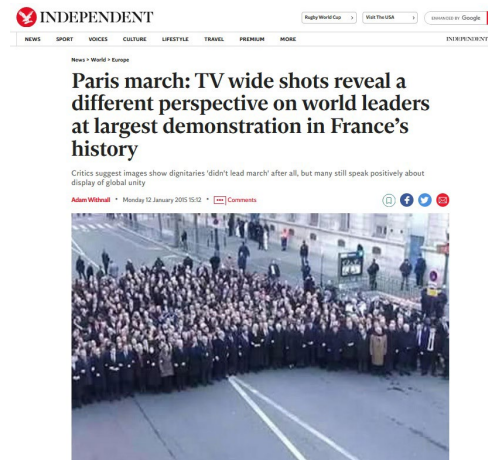 INDEPENDENT
Rugby World Cup
Visit The USA
ENHANCED BY Google
NEWS SPORT VOICES CULTURE LIFESTYLE TRAVEL PREMIUM MORE
INDEPENDENT
News > World > Europe
Paris march: TV wide shots reveal a
different perspective on world leaders
at largest demonstration in France's
history
Critics suggest images show dignitaries 'didn't lead march' after all, but many still speak positively about
display of global unity
Adam Withnall • Monday 12 January 2015 15:12 • Comments